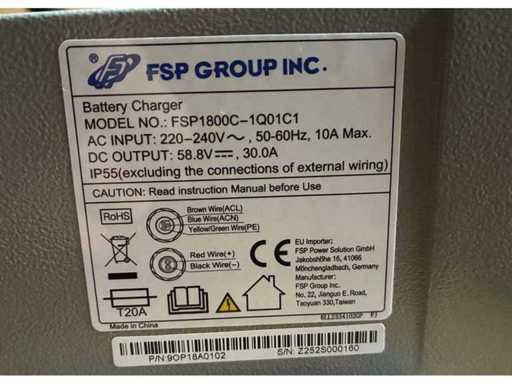 FSP GROUP INC.
Battery Charger
MODEL NO.: FSP1800C-1Q01C1
AC INPUT: 220-240V～, 50-60Hz, 10A Max.
DC OUTPUT: 58.8V⎓, 30.0A
IP55(excluding the connections of external wiring)
CAUTION: Read instruction Manual before Use
RoHS
Brown Wire(ACL)
Blue Wire(ACN)
Yellow/Green Wire(PE)
Red Wire(+)
Black Wire(-)
CE
EU Importer:
FSP Power Solution GmbH
Jakobshöhe 16, 41066
Mönchengladbach, Germany
Manufacturer:
FSP Group Inc.
No. 22, Jianguo E. Road,
Taoyuan 330,Taiwan
T20A
Made in China
P/N:9OP18A0102
S/N: Z252S000160